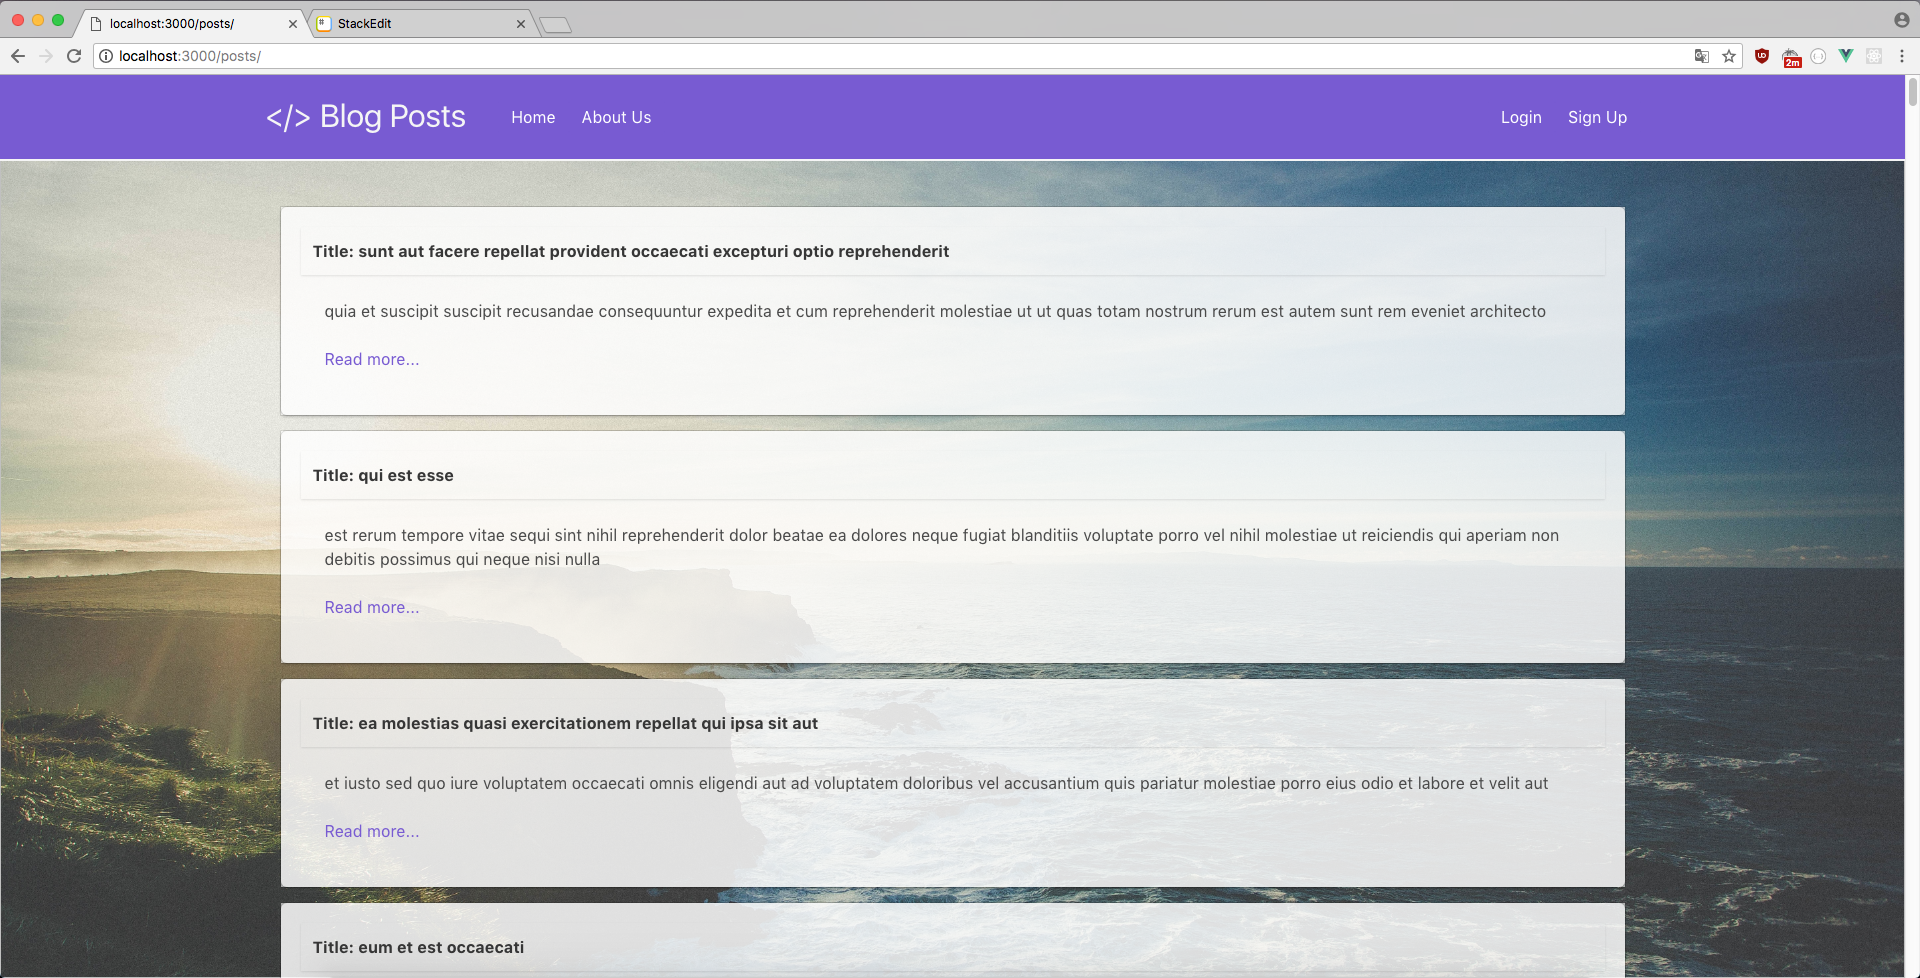 localhost:3000/posts/
StackEdit
localhost:3000/posts/
2m
</> Blog Posts
Home
About Us
Login
Sign Up
Title: sunt aut facere repellat provident occaecati excepturi optio reprehenderit
quia et suscipit suscipit recusandae consequuntur expedita et cum reprehenderit molestiae ut ut quas totam nostrum rerum est autem sunt rem eveniet architecto
Read more...
Title: qui est esse
est rerum tempore vitae sequi sint nihil reprehenderit dolor beatae ea dolores neque fugiat blanditiis voluptate porro vel nihil molestiae ut reiciendis qui aperiam non
debitis possimus qui neque nisi nulla
Read more...
Title: ea molestias quasi exercitationem repellat qui ipsa sit aut
et iusto sed quo iure voluptatem occaecati omnis eligendi aut ad voluptatem doloribus vel accusantium quis pariatur molestiae porro eius odio et labore et velit aut
Read more...
Title: eum et est occaecati